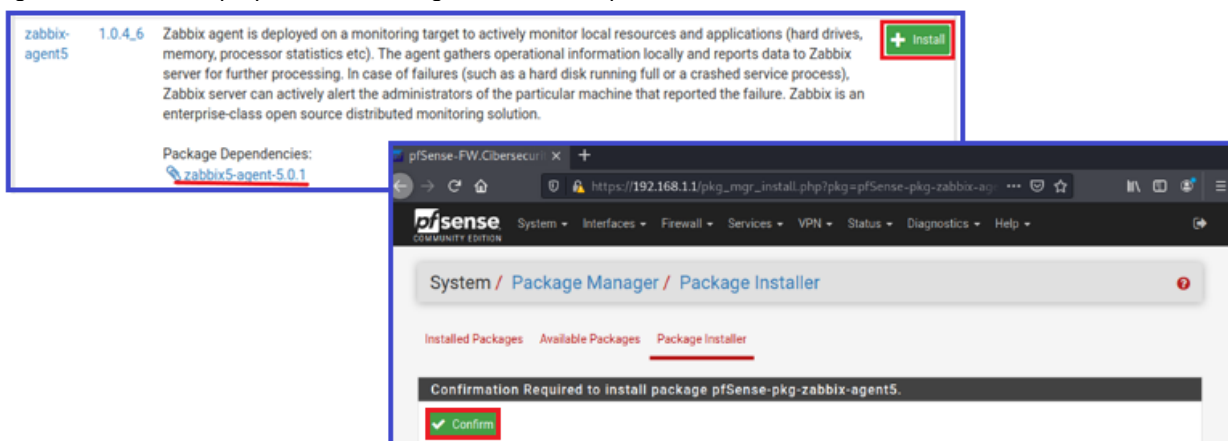 zabbix-agent5 1.0.4_6 Zabbix agent is deployed on a monitoring target to actively monitor local resources and applications (hard drives,
memory, processor statistics etc). The agent gathers operational information locally and reports data to Zabbix
server for further processing. In case of failures (such as a hard disk running full or a crashed service process),
Zabbix server can actively alert the administrators of the particular machine that reported the failure. Zabbix is an
enterprise-class open source distributed monitoring solution.
Install
Package Dependencies:
zabbix5-agent-5.0.1
pfSense-FW.Cibersecuri
https://192.168.1.1/pkg_mgr_install.php?pkg=pfSense-pkg-zabbix-ag
pfsense System Interfaces Firewall Services VPN Status Diagnostics Help
COMMUNITY EDITION
System / Package Manager / Package Installer
Installed Packages Available Packages Package Installer
Confirmation Required to install package pfSense-pkg-zabbix-agent5.
Confirm